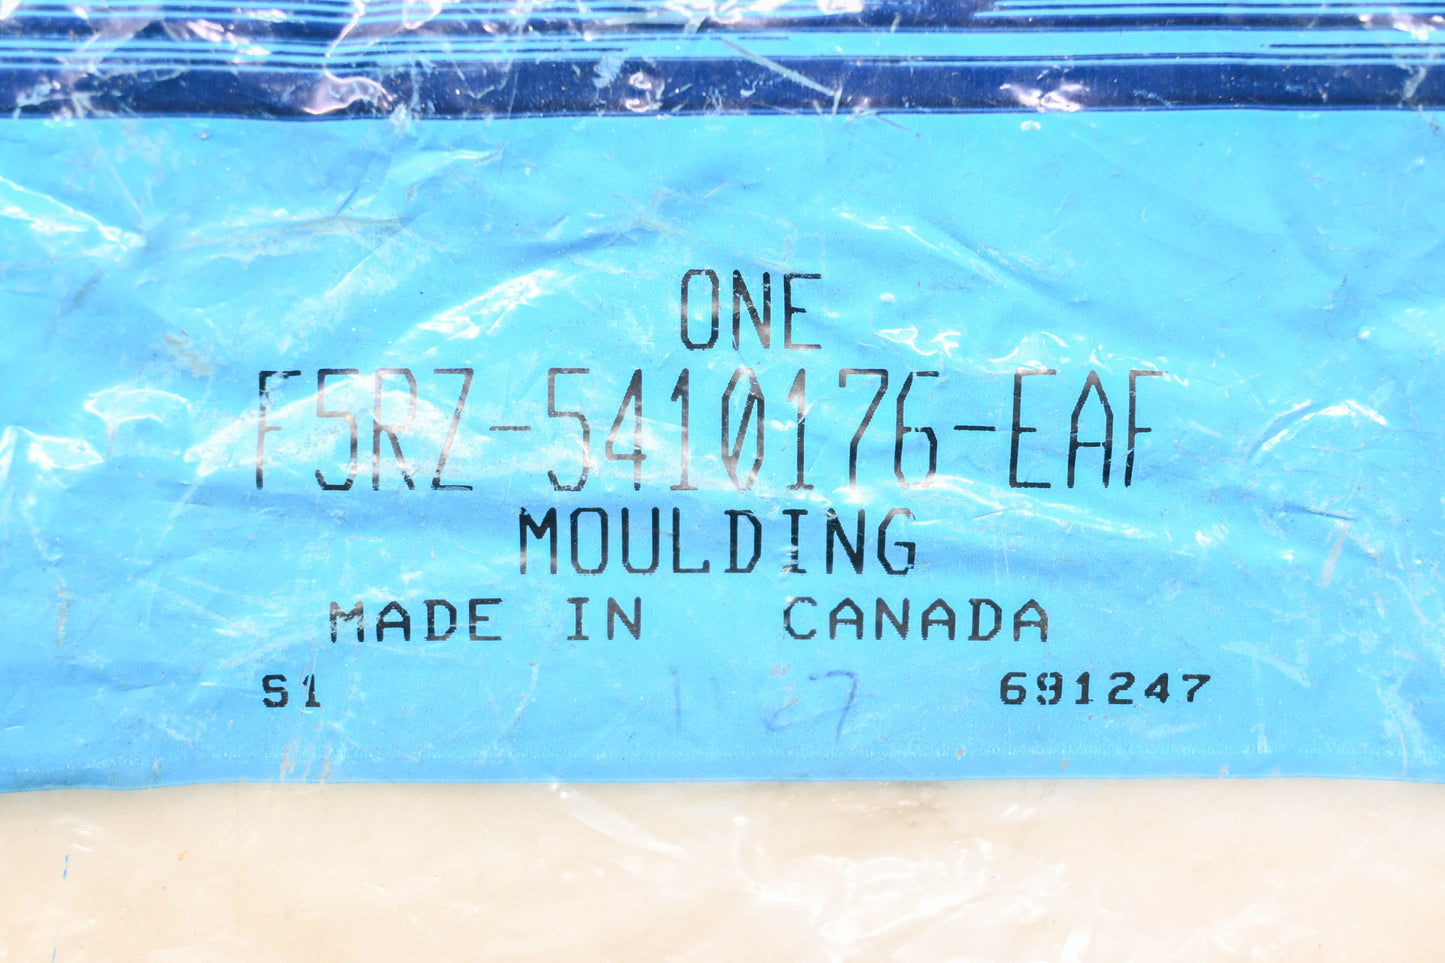 ONE
F5RZ-5410176-EAF
MOULDING
MADE IN CANADA
S1 691247